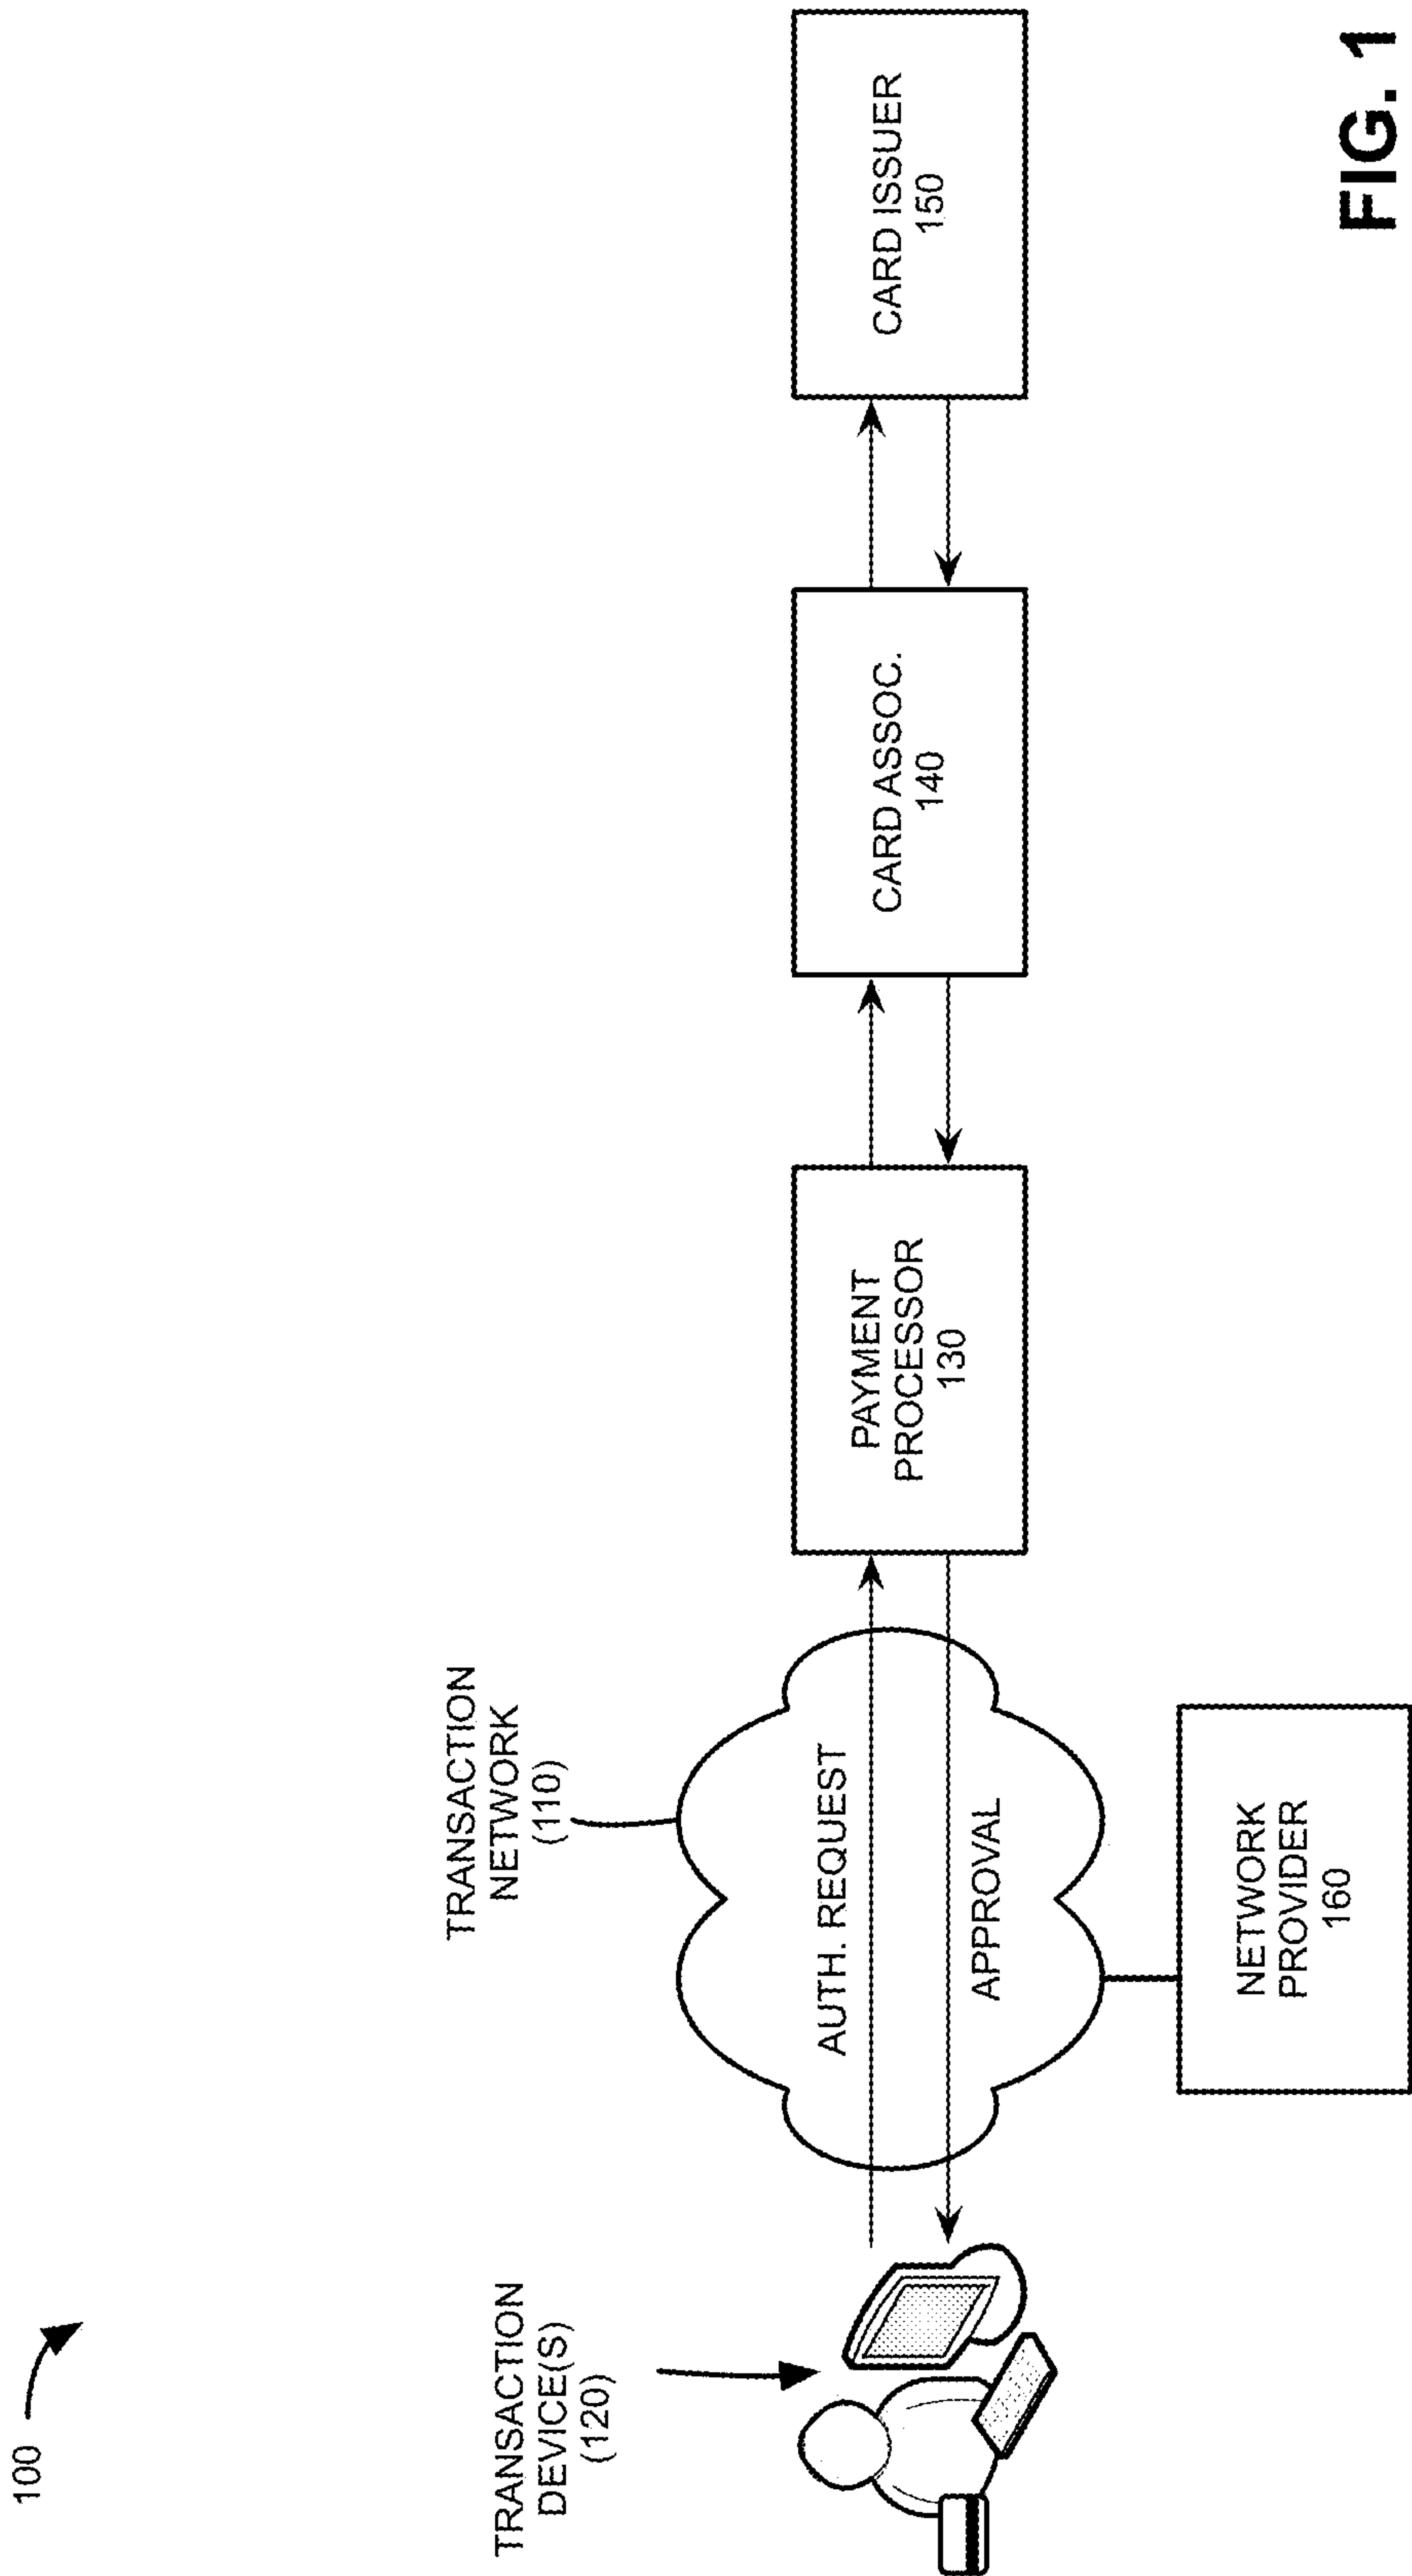 100
TRANSACTION
NETWORK
(110)
TRANSACTION
DEVICE(S)
(120)
AUTH. REQUEST
APPROVAL
PAYMENT
PROCESSOR
130
CARD ASSOC.
140
CARD ISSUER
150
NETWORK
PROVIDER
160
FIG. 1